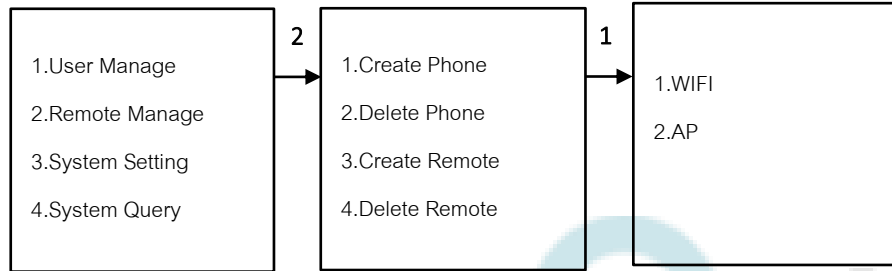 1.User Manage
2.Remote Manage
3.System Setting
4.System Query
2
1.Create Phone
2.Delete Phone
3.Create Remote
4.Delete Remote
1
1.WIFI
2.AP